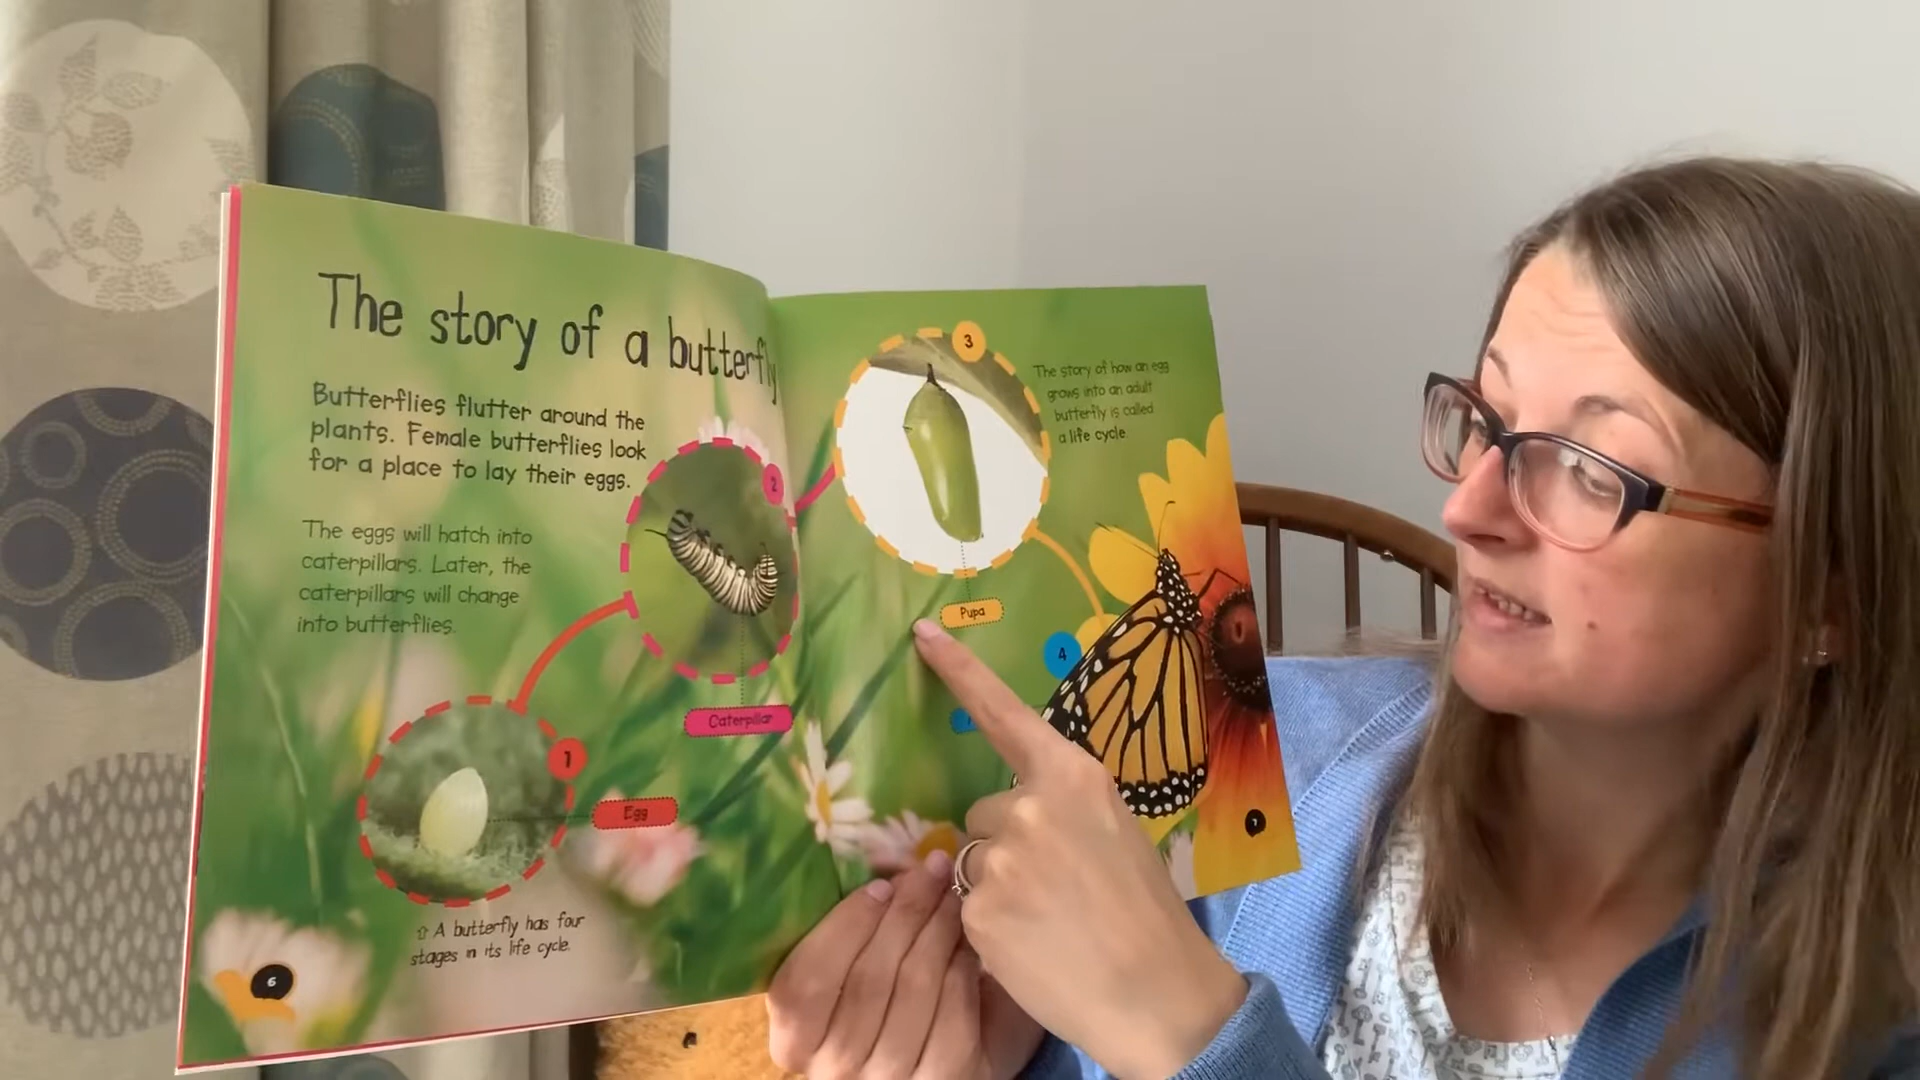 The story of a butterfly
Butterflies flutter around the
plants. Female butterflies look
for a place to lay their eggs.
The eggs will hatch into
caterpillars. Later, the
caterpillars will change
into butterflies.
1
Egg
2
Caterpillar
⇧ A butterfly has four
stages in its life cycle.
6
3
Pupa
The story of how an egg
grows into an adult
butterfly is called
a life cycle
4
7